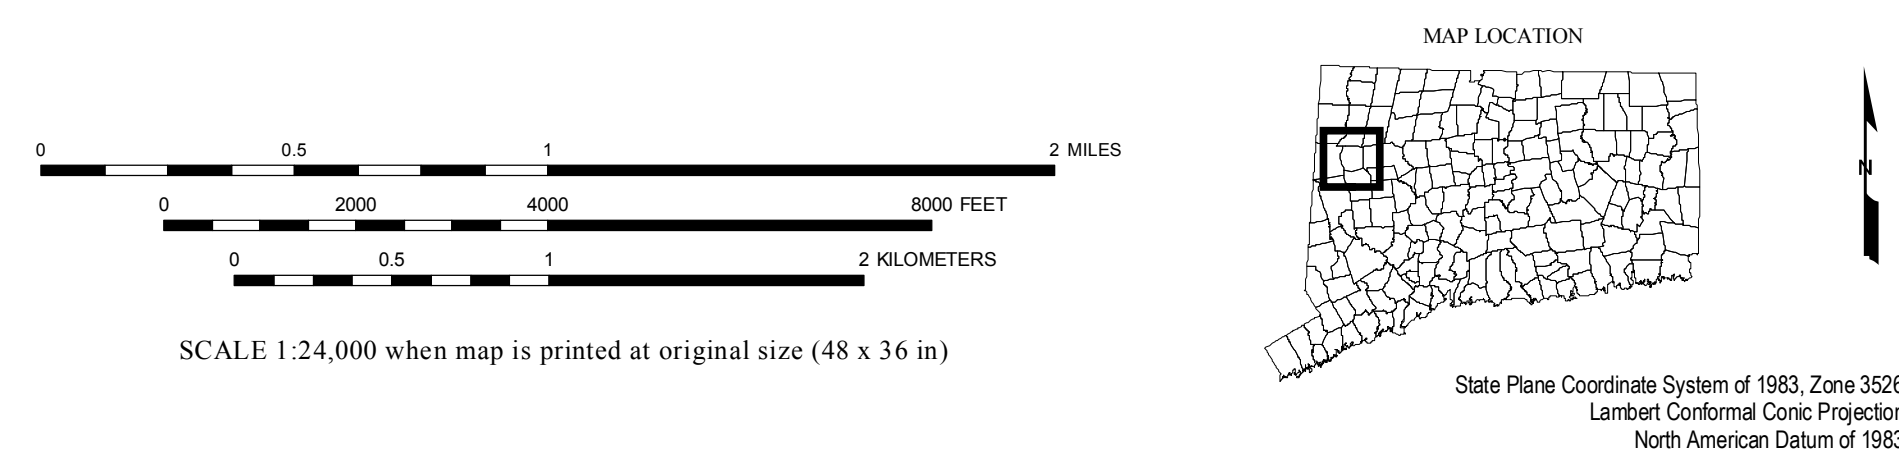 MAP LOCATION
0 0.5 1 2 MILES
0 2000 4000 8000 FEET
0 0.5 1 2 KILOMETERS
N
SCALE 1:24,000 when map is printed at original size (48 x 36 in)
State Plane Coordinate System of 1983, Zone 3526
Lambert Conformal Conic Projection
North American Datum of 1983